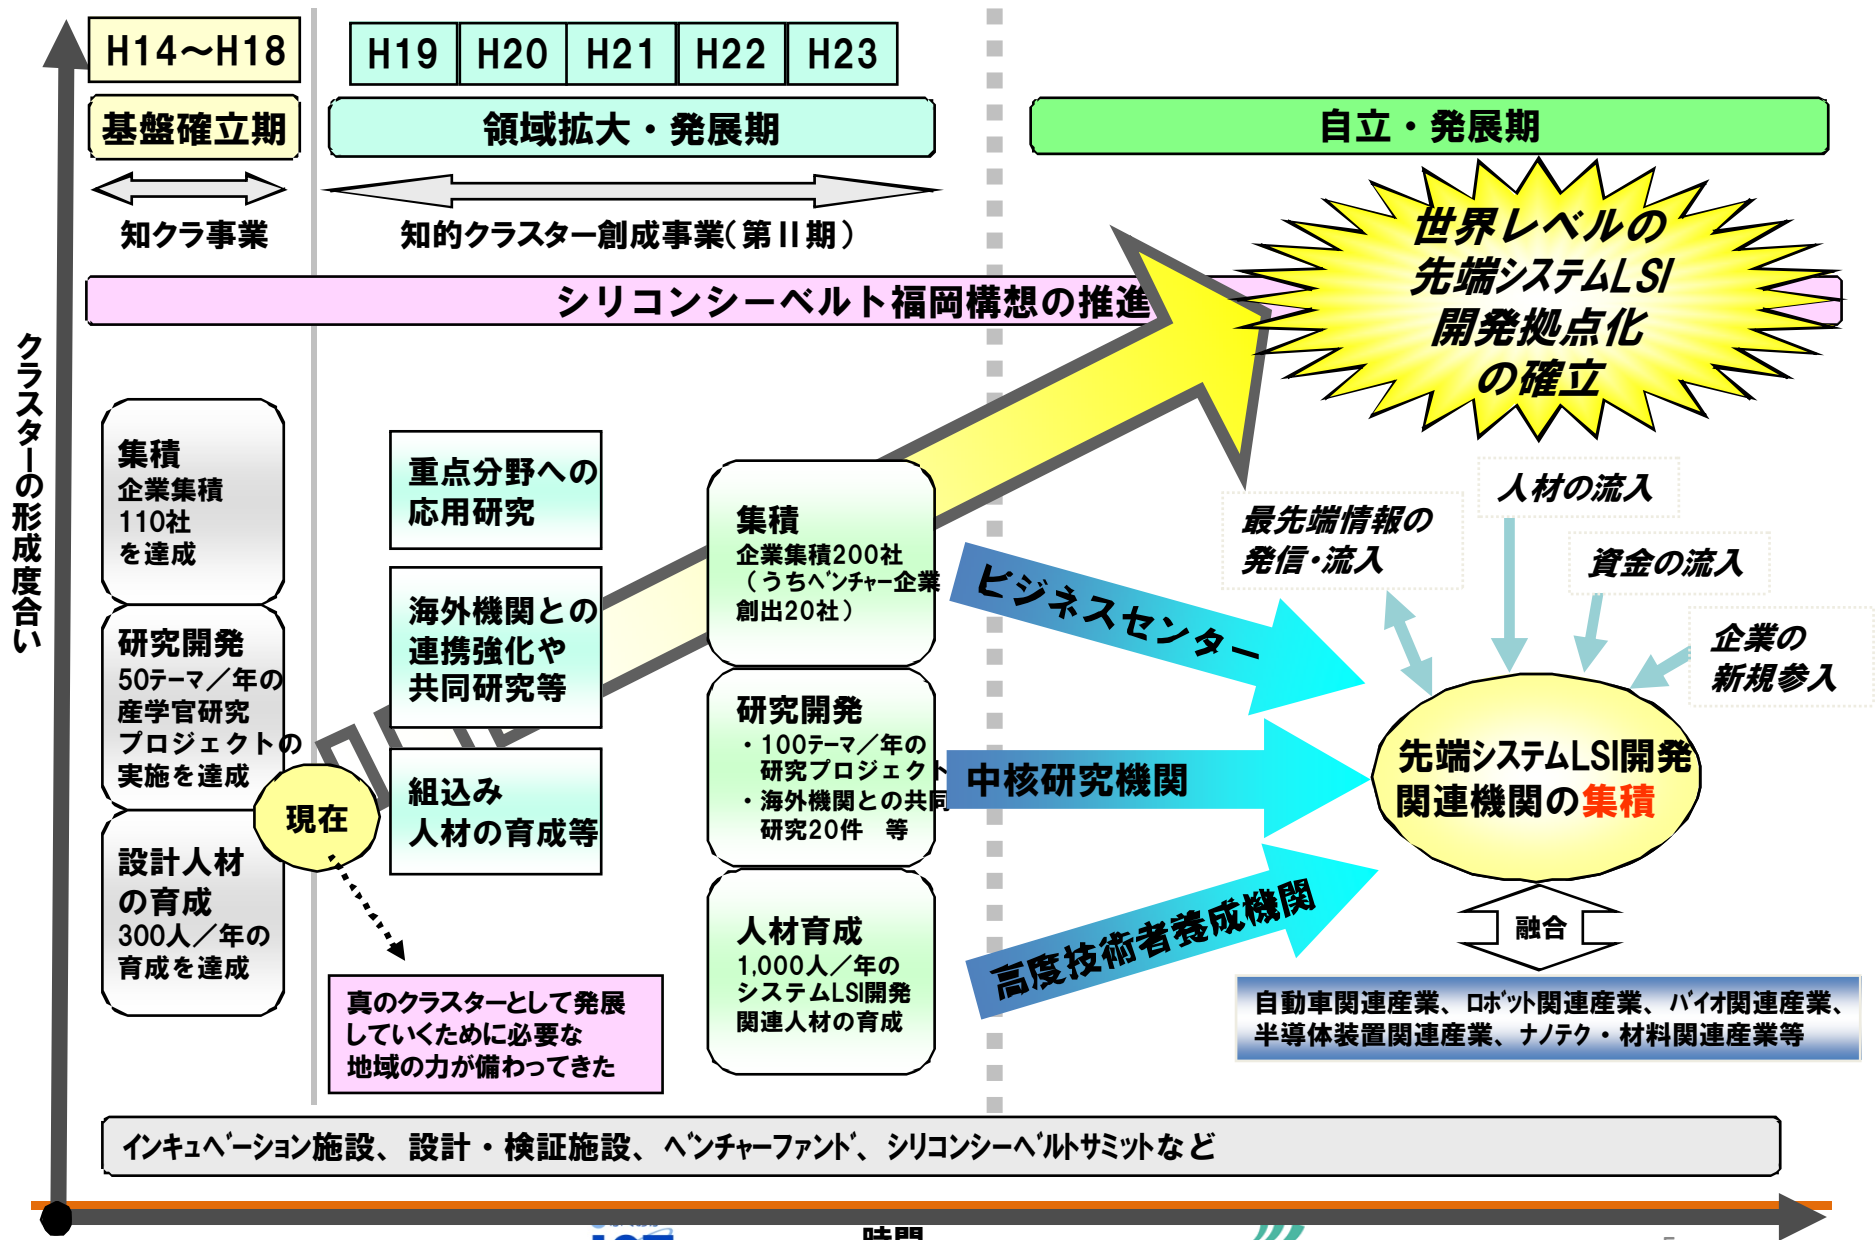 H14～H18
H19
H20
H21
H22
H23
基盤確立期
領域拡大・発展期
自立・発展期
知クラ事業
知的クラスター創成事業(第ＩＩ期)
シリコンシーベルト福岡構想の推進
世界レベルの
先端システムLSI
開発拠点化
の確立
クラスターの形成度合い
集積
企業集積
110社
を達成
研究開発
50テーマ／年の
産学官研究
プロジェクトの
実施を達成
設計人材
の育成
300人／年の
育成を達成
現在
重点分野への
応用研究
海外機関との
連携強化や
共同研究等
組込み
人材の育成等
真のクラスターとして発展
していくために必要な
地域の力が備わってきた
集積
企業集積200社
(うちベンチャー企業
創出20社)
研究開発
・100テーマ／年の
研究プロジェクト
・海外機関との共同
研究20件　等
人材育成
1,000人／年の
システムLSI開発
関連人材の育成
ビジネスセンター
中核研究機関
高度技術者養成機関
最先端情報の
発信・流入
人材の流入
資金の流入
企業の
新規参入
先端システムLSI開発
関連機関の集積
融合
自動車関連産業、ロボット関連産業、バイオ関連産業、
半導体装置関連産業、ナノテク・材料関連産業等
インキュベーション施設、設計・検証施設、ベンチャーファンド、シリコンシーベルトサミットなど
時間